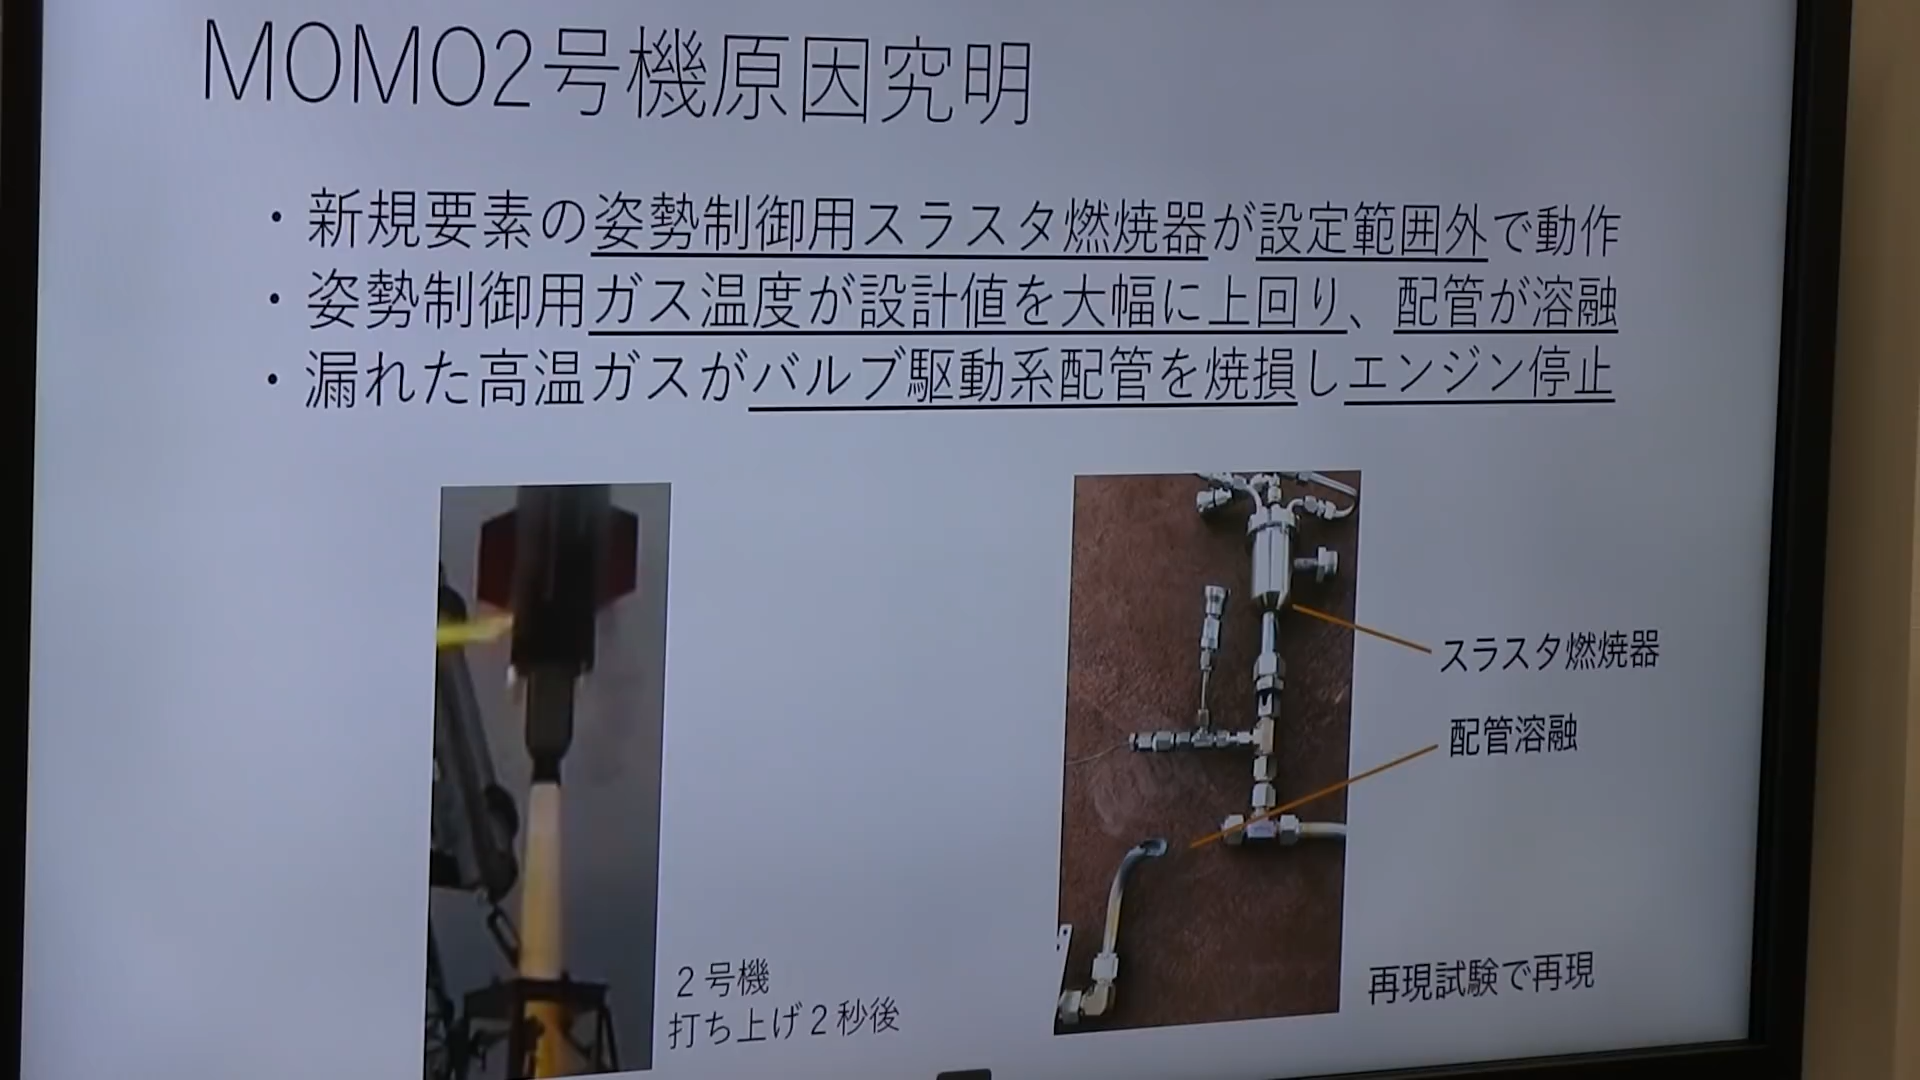 MOMO2号機原因究明
・新規要素の姿勢制御用スラスタ燃焼器が設定範囲外で動作
・姿勢制御用ガス温度が設計値を大幅に上回り、配管が溶融
・漏れた高温ガスがバルブ駆動系配管を焼損しエンジン停止
スラスタ燃焼器
配管溶融
２号機
打ち上げ２秒後
再現試験で再現